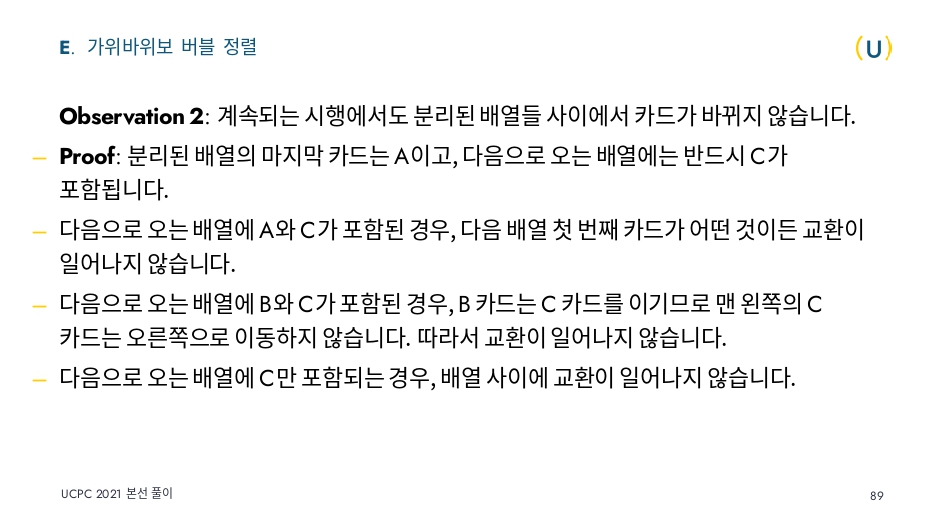 E. 가위바위보 버블 정렬
(U)
Observation 2: 계속되는 시행에서도 분리된 배열들 사이에서 카드가 바뀌지 않습니다.
– Proof: 분리된 배열의 마지막 카드는 A이고, 다음으로 오는 배열에는 반드시 C가
포함됩니다.
– 다음으로 오는 배열에 A와 C가 포함된 경우, 다음 배열 첫 번째 카드가 어떤 것이든 교환이
일어나지 않습니다.
– 다음으로 오는 배열에 B와 C가 포함된 경우, B 카드는 C 카드를 이기므로 맨 왼쪽의 C
카드는 오른쪽으로 이동하지 않습니다. 따라서 교환이 일어나지 않습니다.
– 다음으로 오는 배열에 C만 포함되는 경우, 배열 사이에 교환이 일어나지 않습니다.
UCPC 2021 본선 풀이
89